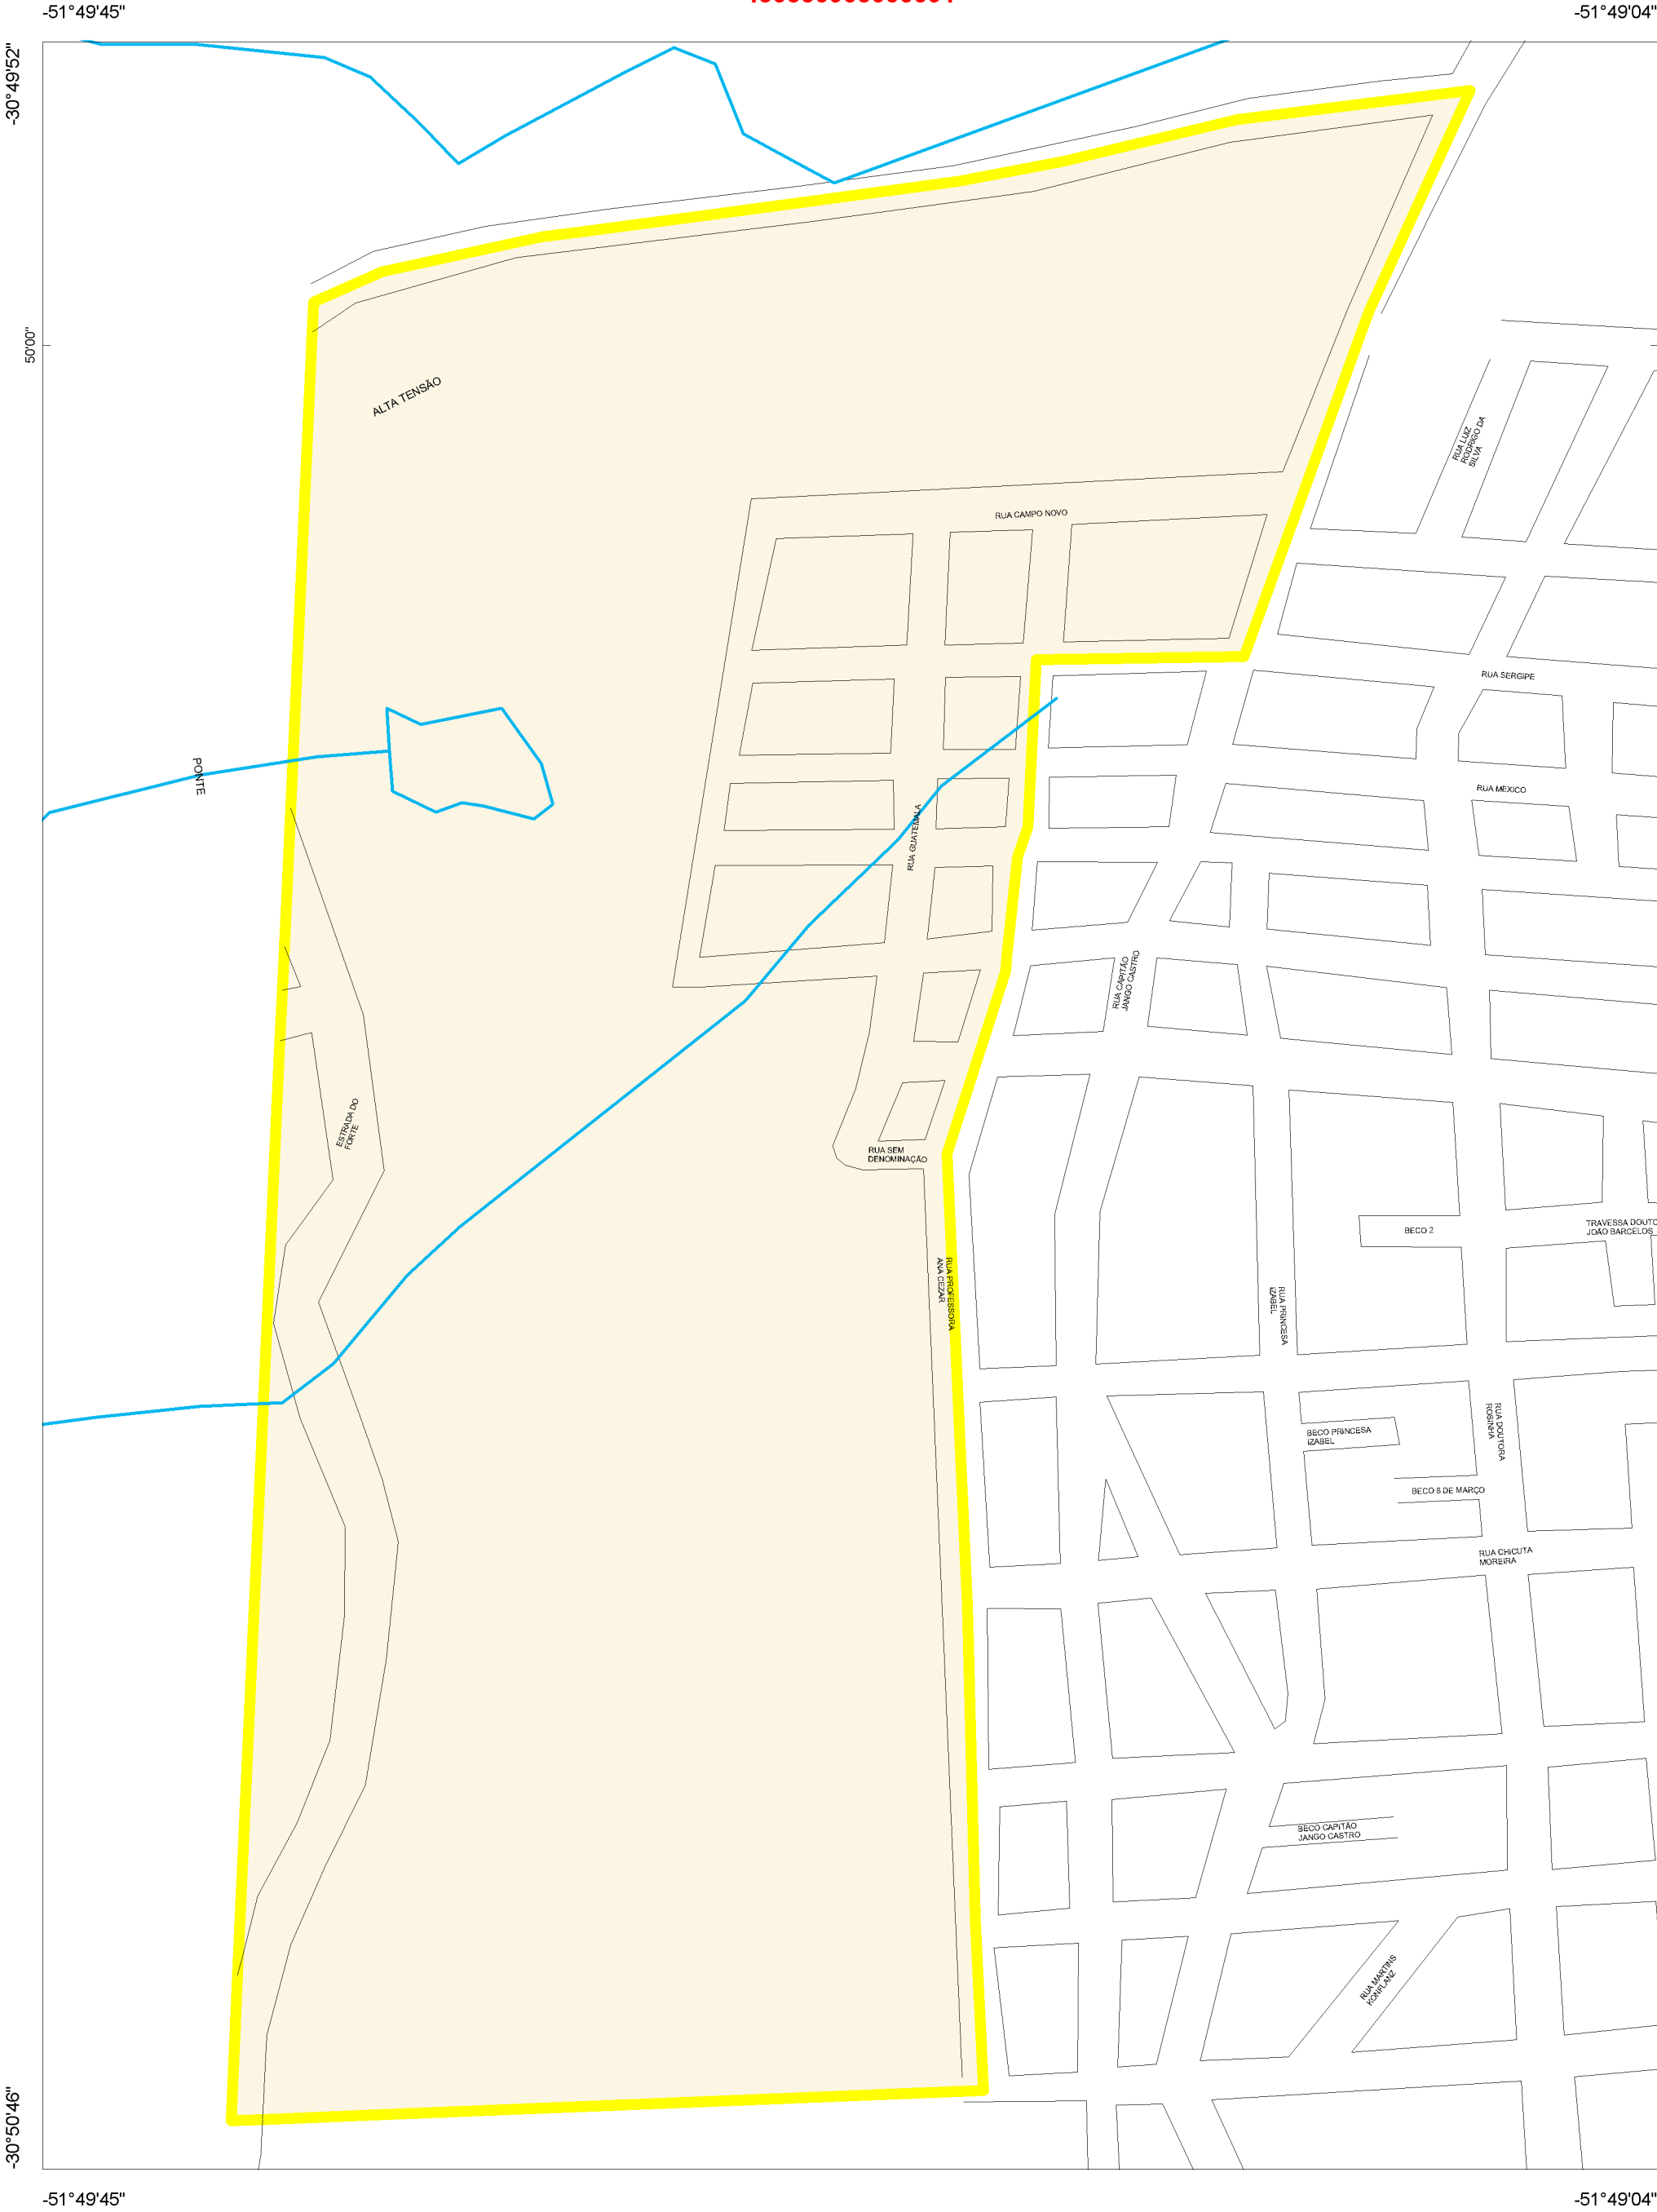 -51°49'45"
-51°49'04"
-30°49'52"
50'00"
ALTA TENSÃO
RUA LUIZ
RODRIGO DA
SILVA
RUA CAMPO NOVO
RUA SERGIPE
PONTE
RUA MÉXICO
RUA GUATEMALA
RUA CAPITÃO
JANGO CASTRO
ESTRADA DO
FORTE
RUA SEM
DENOMINAÇÃO
BECO 2
TRAVESSA DOUTO
JOÃO BARCELOS
RUA PROFESSORA
ANA CEZAR
RUA PRINCESA
IZABEL
BECO PRINCESA
IZABEL
RUA DOUTORA
ROSINHA
BECO 8 DE MARÇO
RUA CHICUTA
MOREIRA
BECO CAPITÃO
JANGO CASTRO
RUA MARTINS
KONFLANZ
-30°50'46"
-51°49'45"
-51°49'04"